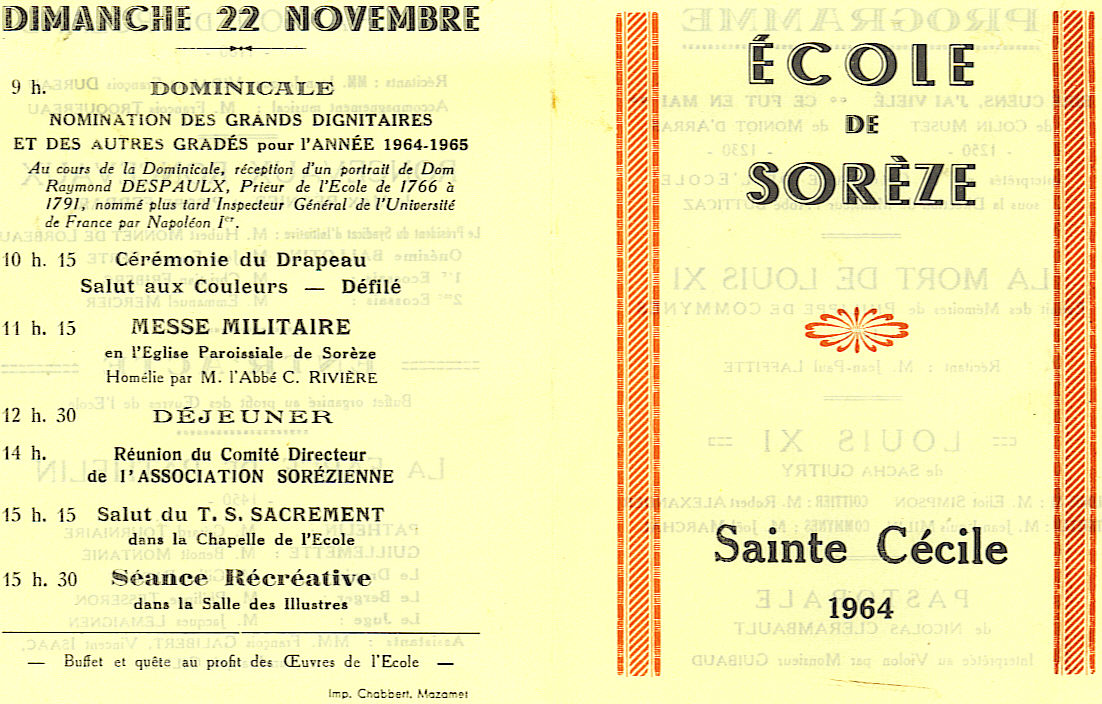 DIMANCHE 22 NOVEMBRE
9 h. DOMINICALE
NOMINATION DES GRANDS DIGNITAIRES
ET DES AUTRES GRADÉS pour l'ANNÉE 1964-1965
Au cours de la Dominicale, réception d'un portrait de Dom
Raymond DESPAULX, Prieur de l'Ecole de 1766 à
1791, nommé plus tard Inspecteur Général de l'Université
de France par Napoléon Ier.
10 h. 15 Cérémonie du Drapeau
Salut aux Couleurs — Défilé
11 h. 15 MESSE MILITAIRE
en l'Eglise Paroissiale de Sorèze
Homélie par M. l'Abbé C. RIVIÈRE
12 h. 30 DÉJEUNER
14 h. Réunion du Comité Directeur
de l'ASSOCIATION SORÉZIENNE
15 h. 15 Salut du T. S. SACREMENT
dans la Chapelle de l'Ecole
15 h. 30 Séance Récréative
dans la Salle des Illustres
— Buffet et quête au profit des Œuvres de l'Ecole —
Imp. Chabbert. Mazamet
ÉCOLE
DE
SORÈZE
Sainte Cécile
1964